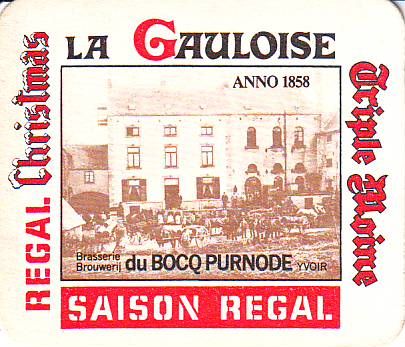 LA GAULOISE
ANNO 1858
REGAL Christmas
Triple Moine
Brasserie
Brouwerij du BOCQ PURNODE YVOIR
SAISON REGAL